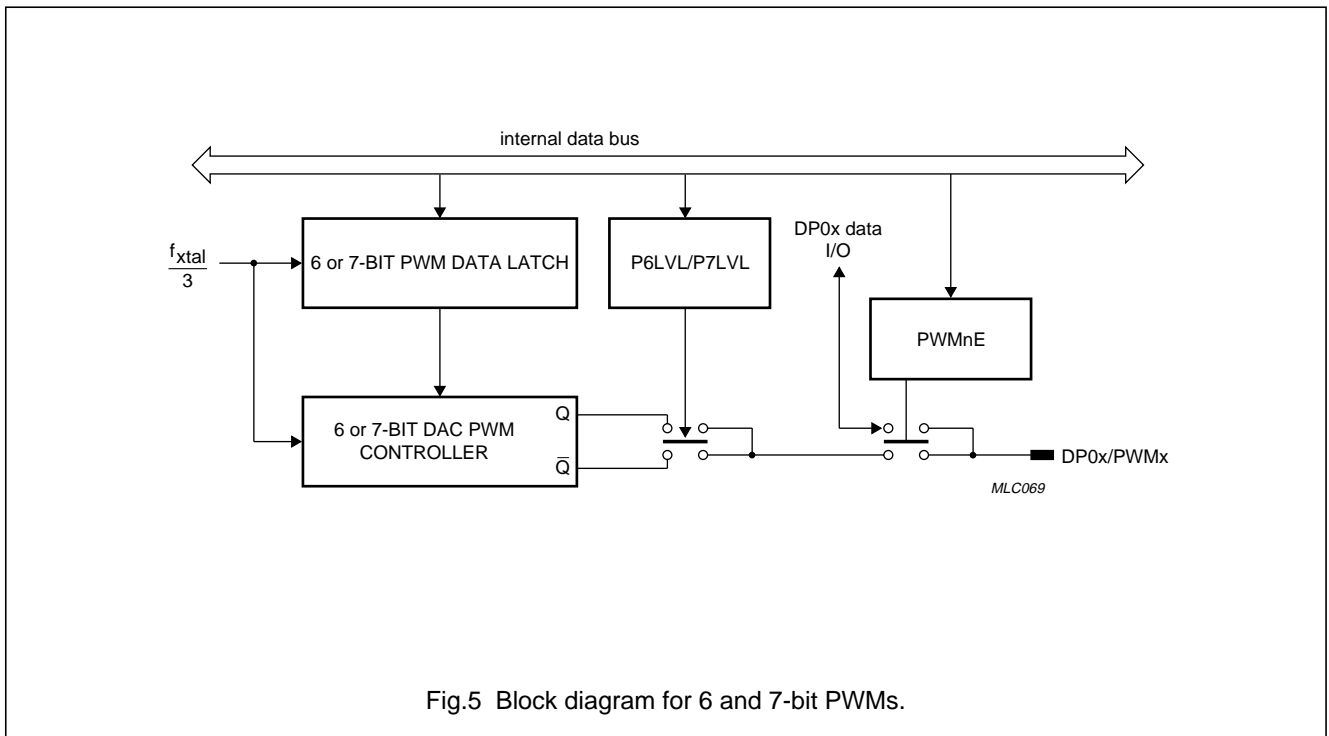 internal data bus
DP0x data
I/O
fxtal
3
6 or 7-BIT PWM DATA LATCH
P6LVL/P7LVL
PWMnE
6 or 7-BIT DAC PWM
CONTROLLER
Q
Q̅
DP0x/PWMx
MLC069
Fig.5 Block diagram for 6 and 7-bit PWMs.